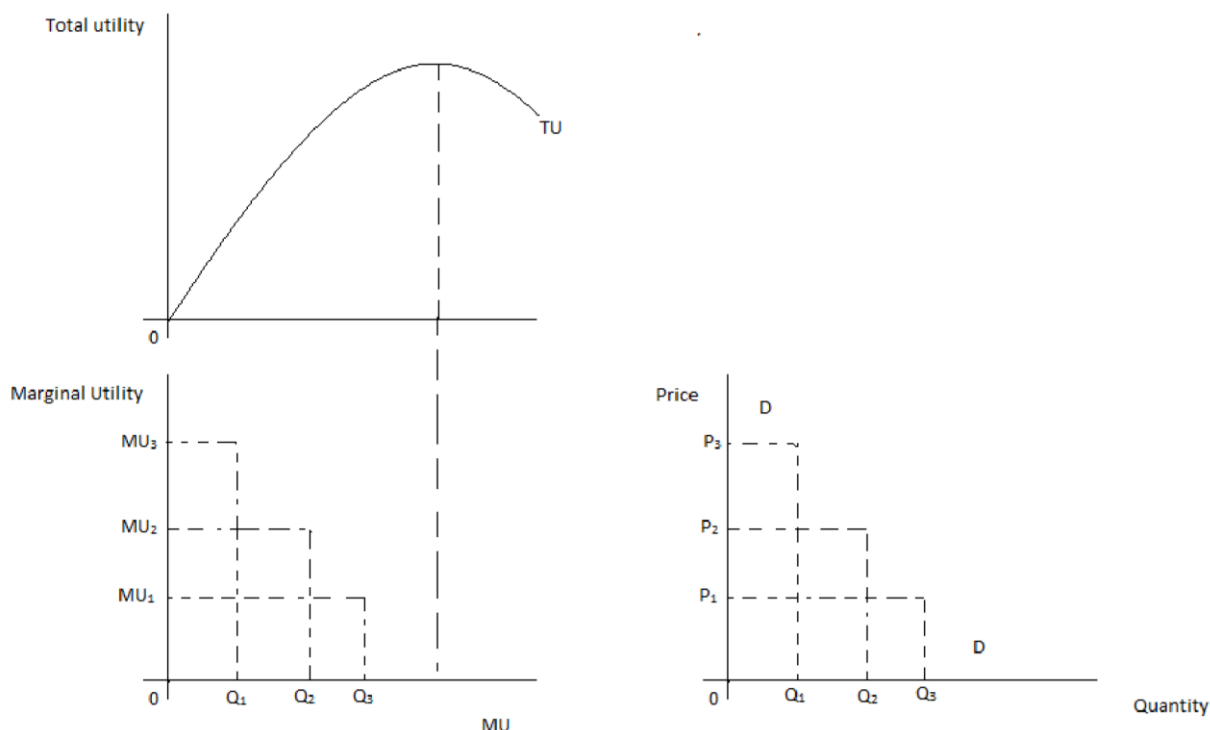 Total utility
TU
0
Marginal Utility
MU₃
MU₂
MU₁
0
Q₁
Q₂
Q₃
MU
Price
D
P₃
P₂
P₁
D
0
Q₁
Q₂
Q₃
Quantity